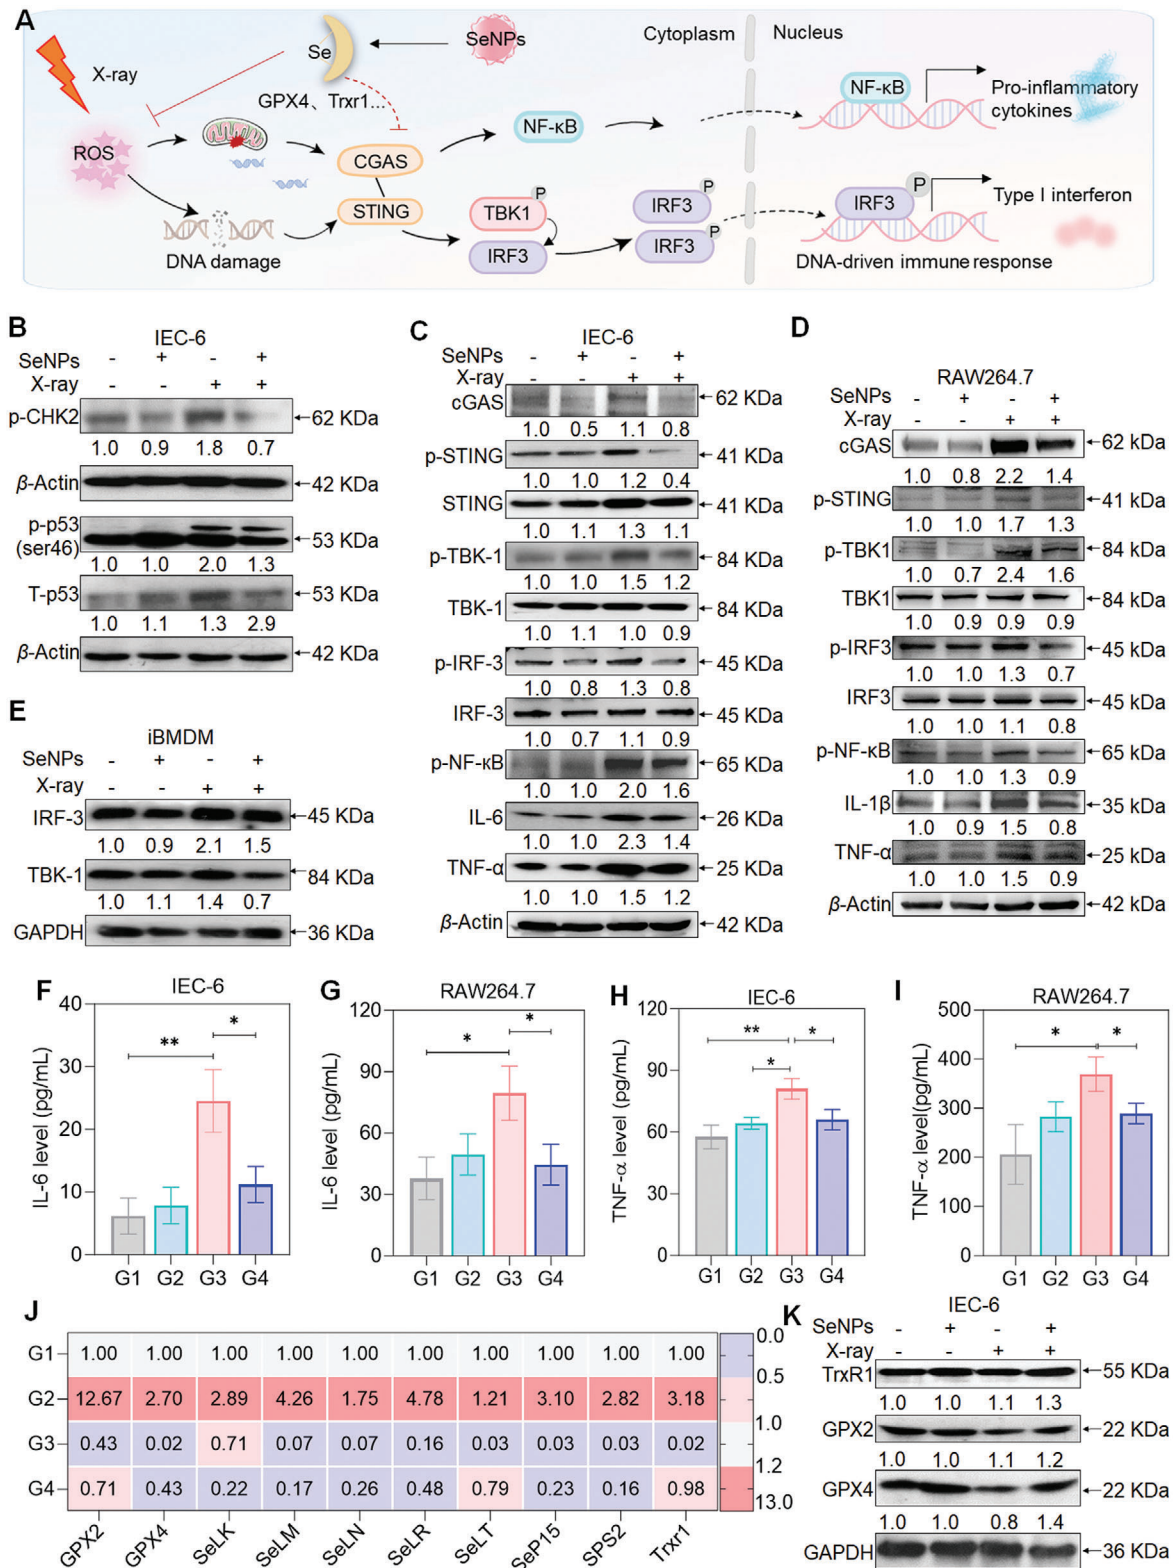 A
X-ray
Se
SeNPs
Cytoplasm
Nucleus
GPX4、Trxr1...
ROS
CGAS
STING
NF-κB
NF-κB
Pro-inflammatory
cytokines
P
TBK1
IRF3
P
IRF3
P
IRF3
P
IRF3
Type I interferon
DNA damage
DNA-driven immune response
B
IEC-6
SeNPs - + - +
X-ray - - + +
p-CHK2 62 KDa
1.0 0.9 1.8 0.7
β-Actin 42 KDa
p-p53
(ser46) 53 KDa
1.0 1.0 2.0 1.3
T-p53 53 KDa
1.0 1.1 1.3 2.9
β-Actin 42 KDa
C
IEC-6
SeNPs - + - +
X-ray - - + +
cGAS 62 KDa
1.0 0.5 1.1 0.8
p-STING 41 KDa
1.0 1.0 1.2 0.4
STING 41 KDa
1.0 1.1 1.3 1.1
p-TBK-1 84 KDa
1.0 1.0 1.5 1.2
TBK-1 84 KDa
1.0 1.1 1.0 0.9
p-IRF-3 45 KDa
1.0 0.8 1.3 0.8
IRF-3 45 KDa
1.0 0.7 1.1 0.9
p-NF-κB 65 KDa
1.0 1.0 2.0 1.6
IL-6 26 KDa
1.0 1.0 2.3 1.4
TNF-α 25 KDa
1.0 1.0 1.5 1.2
β-Actin 42 KDa
D
RAW264.7
SeNPs - + - +
X-ray - - + +
cGAS 62 kDa
1.0 0.8 2.2 1.4
p-STING 41 kDa
1.0 1.0 1.7 1.3
p-TBK1 84 kDa
1.0 0.7 2.4 1.6
TBK1 84 kDa
1.0 0.9 0.9 0.9
p-IRF3 45 kDa
1.0 1.0 1.3 0.7
IRF3 45 kDa
1.0 1.0 1.1 0.8
p-NF-κB 65 kDa
1.0 1.0 1.3 0.9
IL-1β 35 kDa
1.0 0.9 1.5 0.8
TNF-α 25 kDa
1.0 1.0 1.5 0.9
β-Actin 42 kDa
E
iBMDM
SeNPs - + - +
X-ray - - + +
IRF-3 45 KDa
1.0 0.9 2.1 1.5
TBK-1 84 KDa
1.0 1.1 1.4 0.7
GAPDH 36 KDa
F
IEC-6
IL-6 level (pg/mL)
40
30
20
10
0
** *
G1 G2 G3 G4
G
RAW264.7
IL-6 level (pg/mL)
120
90
60
30
0
* *
G1 G2 G3 G4
H
IEC-6
TNF-α level (pg/mL)
120
90
60
30
0
** *
*
G1 G2 G3 G4
I
RAW264.7
TNF-α level(pg/mL)
500
400
300
200
100
0
* *
G1 G2 G3 G4
J
G1 1.00 1.00 1.00 1.00 1.00 1.00 1.00 1.00 1.00 1.00
G2 12.67 2.70 2.89 4.26 1.75 4.78 1.21 3.10 2.82 3.18
G3 0.43 0.02 0.71 0.07 0.07 0.16 0.03 0.03 0.03 0.02
G4 0.71 0.43 0.22 0.17 0.26 0.48 0.79 0.23 0.16 0.98
GPX2 GPX4 SeLK SeLM SeLN SeLR SeLT SeP15 SPS2 Trxr1
0.0
0.5
1.0
1.2
13.0
K
IEC-6
SeNPs - + - +
X-ray - - + +
TrxR1 55 KDa
1.0 1.0 1.1 1.3
GPX2 22 KDa
1.0 1.0 1.1 1.2
GPX4 22 KDa
1.0 1.0 0.8 1.4
GAPDH 36 KDa